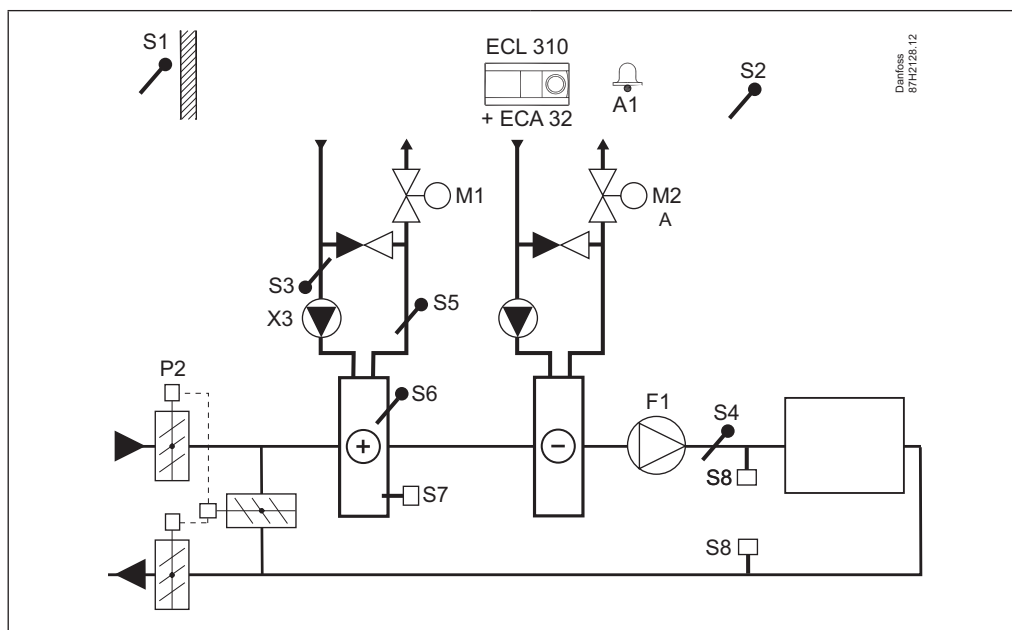 S1
ECL 310
+ ECA 32
A1
S2
Danfoss
87H2128.12
M1
M2
A
S3
X3
S5
P2
S6
+
S7
−
F1
S4
S8
S8